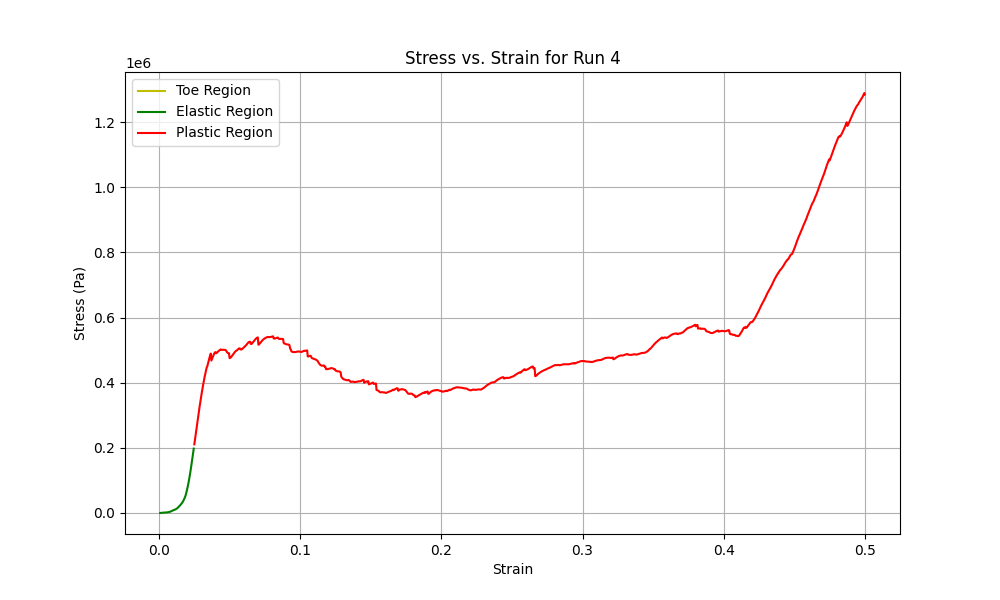 Stress vs. Strain for Run 4
1e6
Toe Region
Elastic Region
Plastic Region
1.2
1.0
0.8
0.6
0.4
0.2
0.0
Stress (Pa)
0.0 0.1 0.2 0.3 0.4 0.5
Strain